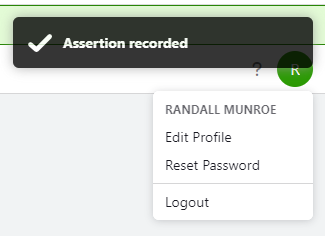 Assertion recorded
? R
RANDALL MUNROE
Edit Profile
Reset Password
Logout